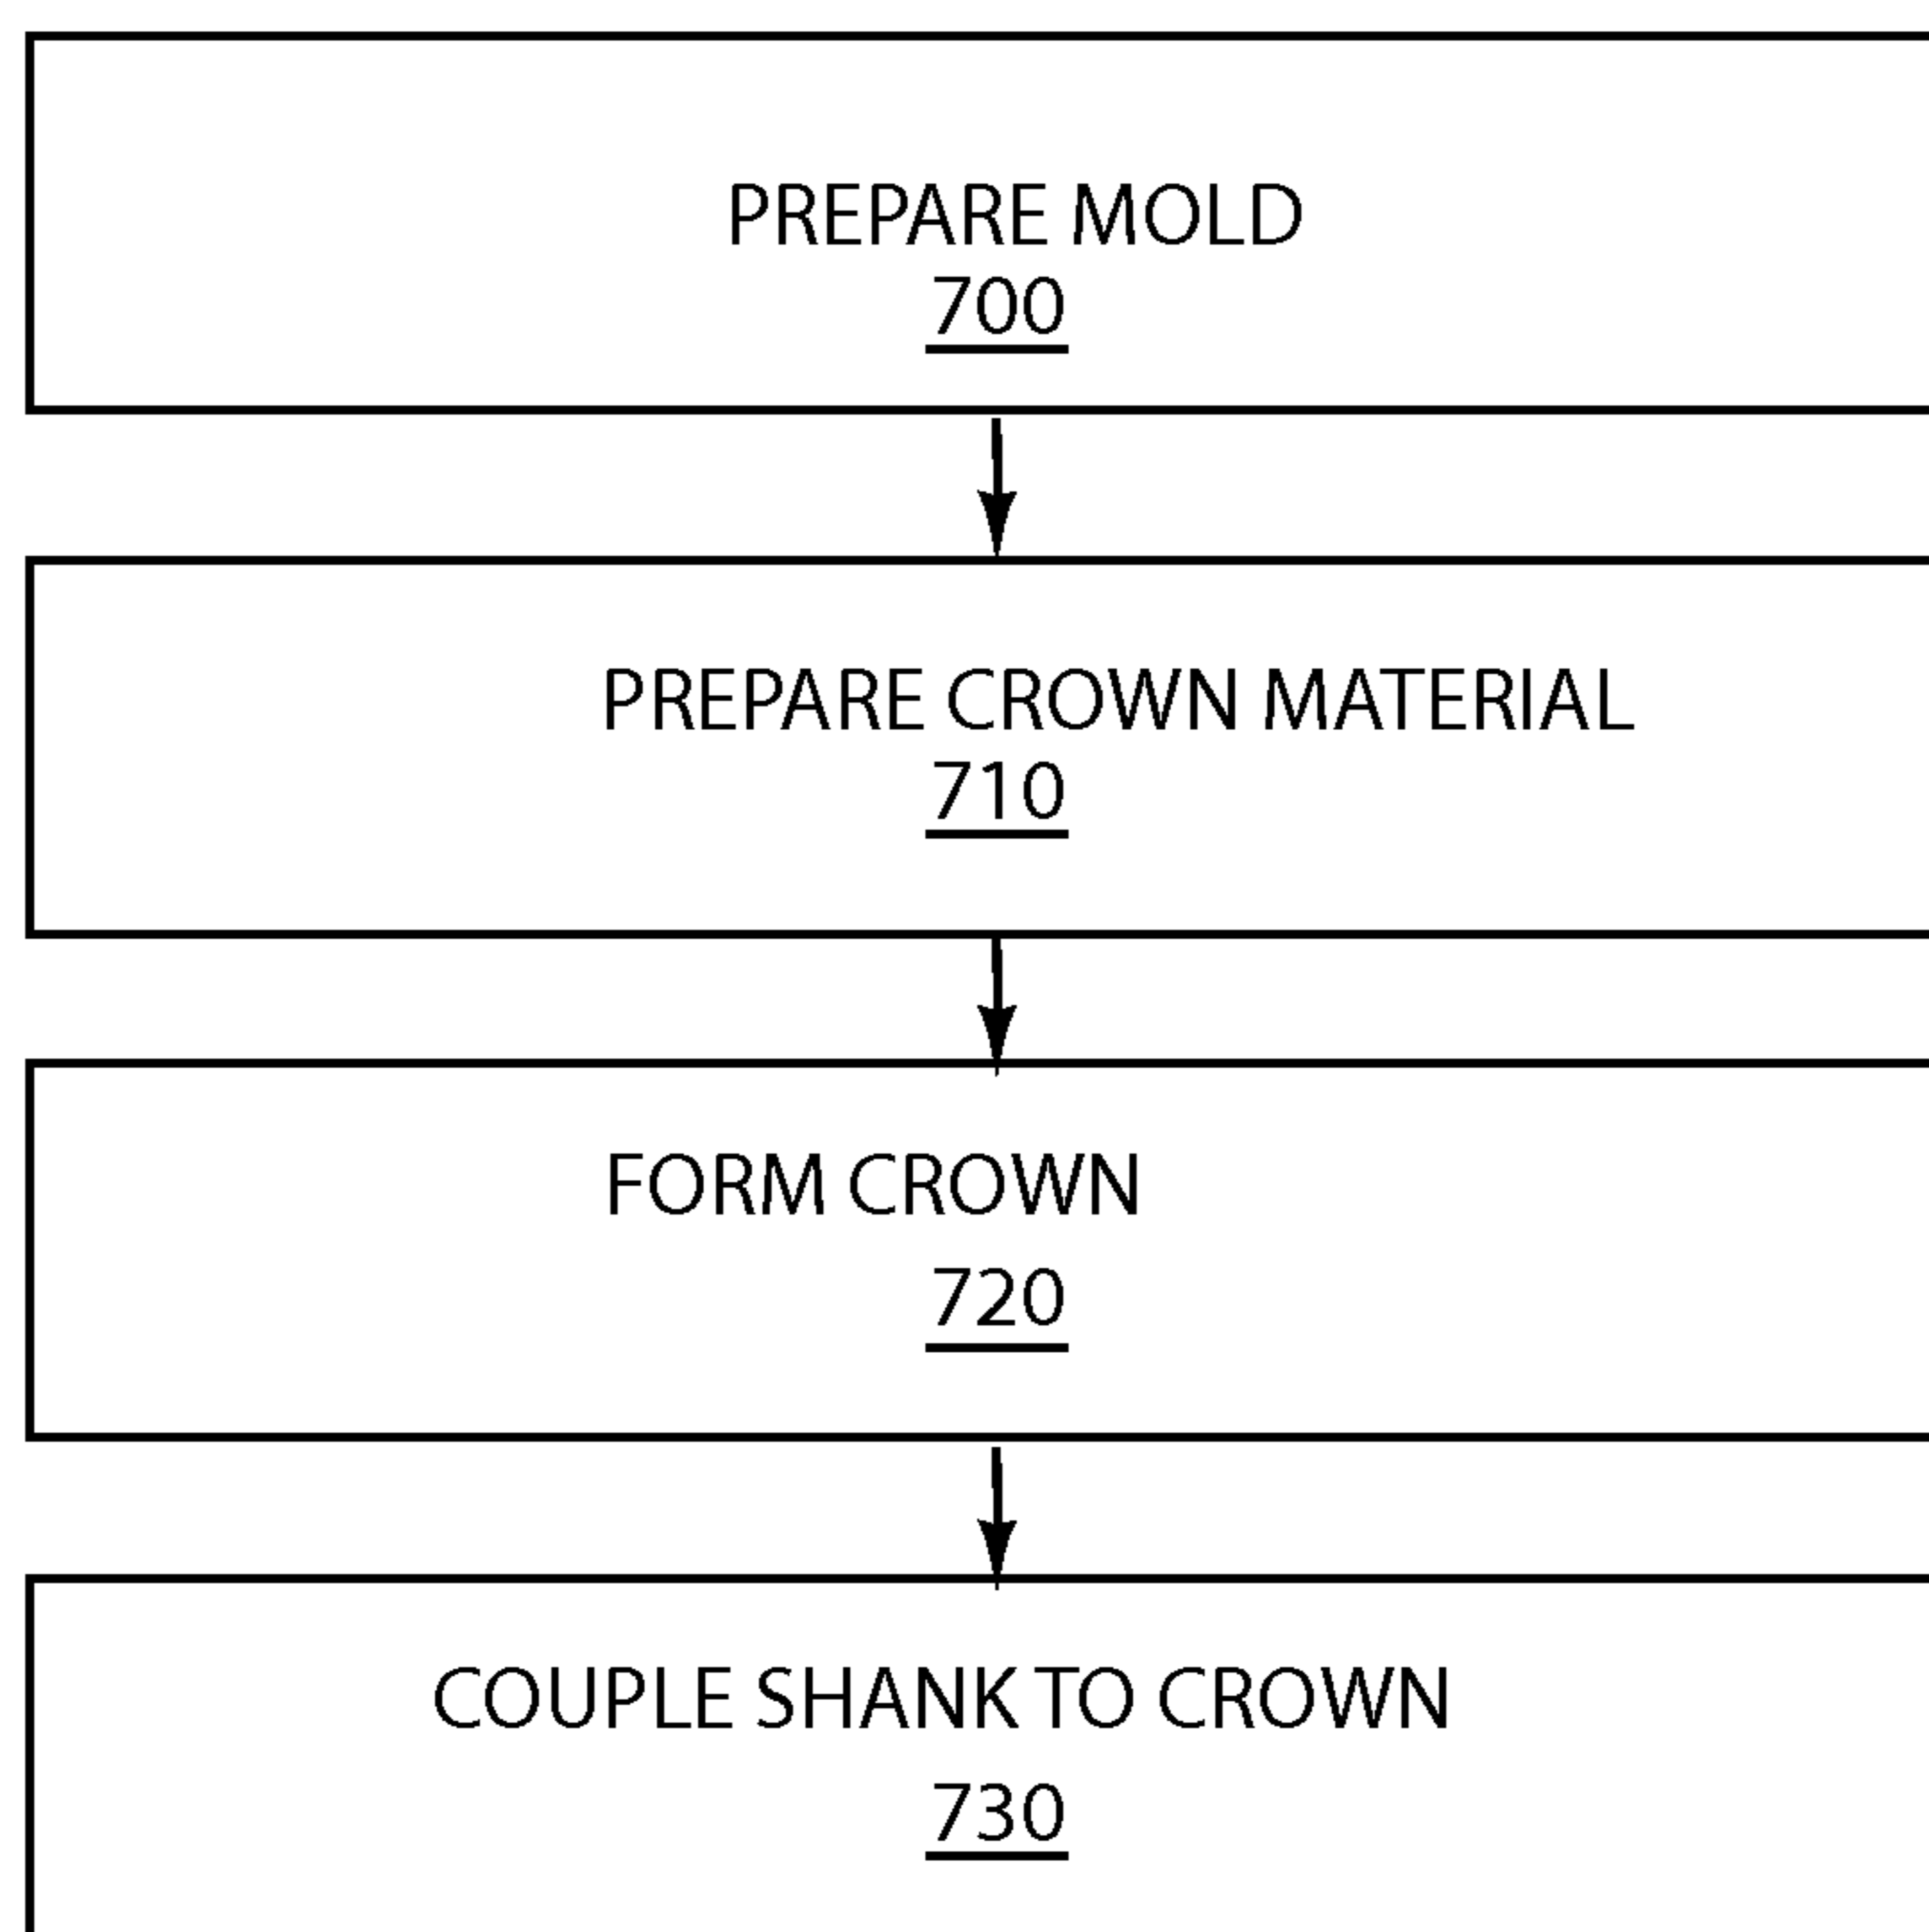 PREPARE MOLD
700
PREPARE CROWN MATERIAL
710
FORM CROWN
720
COUPLE SHANK TO CROWN
730